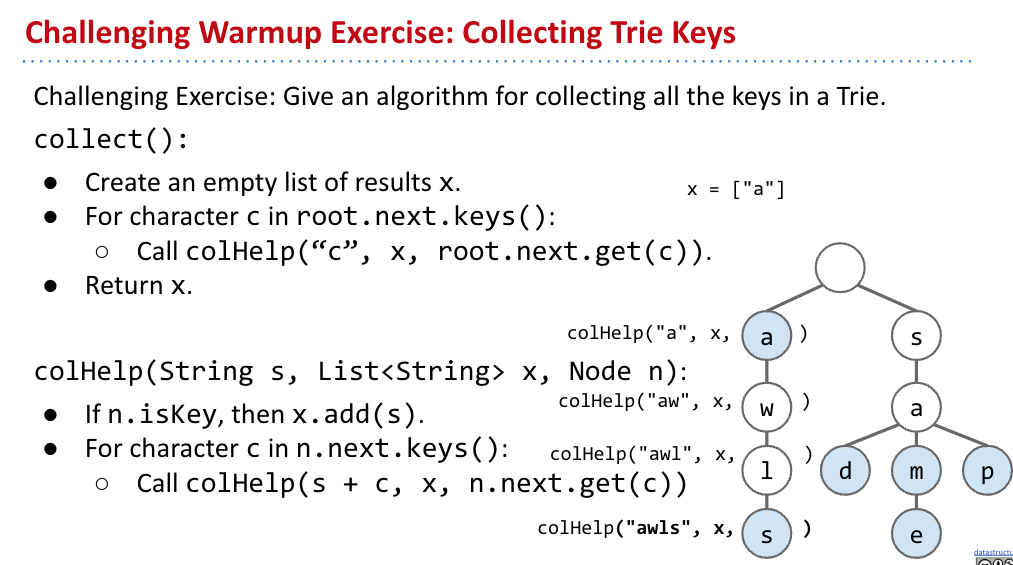 Challenging Warmup Exercise: Collecting Trie Keys
Challenging Exercise: Give an algorithm for collecting all the keys in a Trie.
collect():
● Create an empty list of results x.
● For character c in root.next.keys():
○ Call colHelp(“c”, x, root.next.get(c)).
● Return x.
colHelp(String s, List<String> x, Node n):
● If n.isKey, then x.add(s).
● For character c in n.next.keys():
○ Call colHelp(s + c, x, n.next.get(c))
x = ["a"]
colHelp("a", x, a )
s
colHelp("aw", x, w )
a
colHelp("awl", x, l )
d
m
p
colHelp("awls", x, s )
e
datastructu